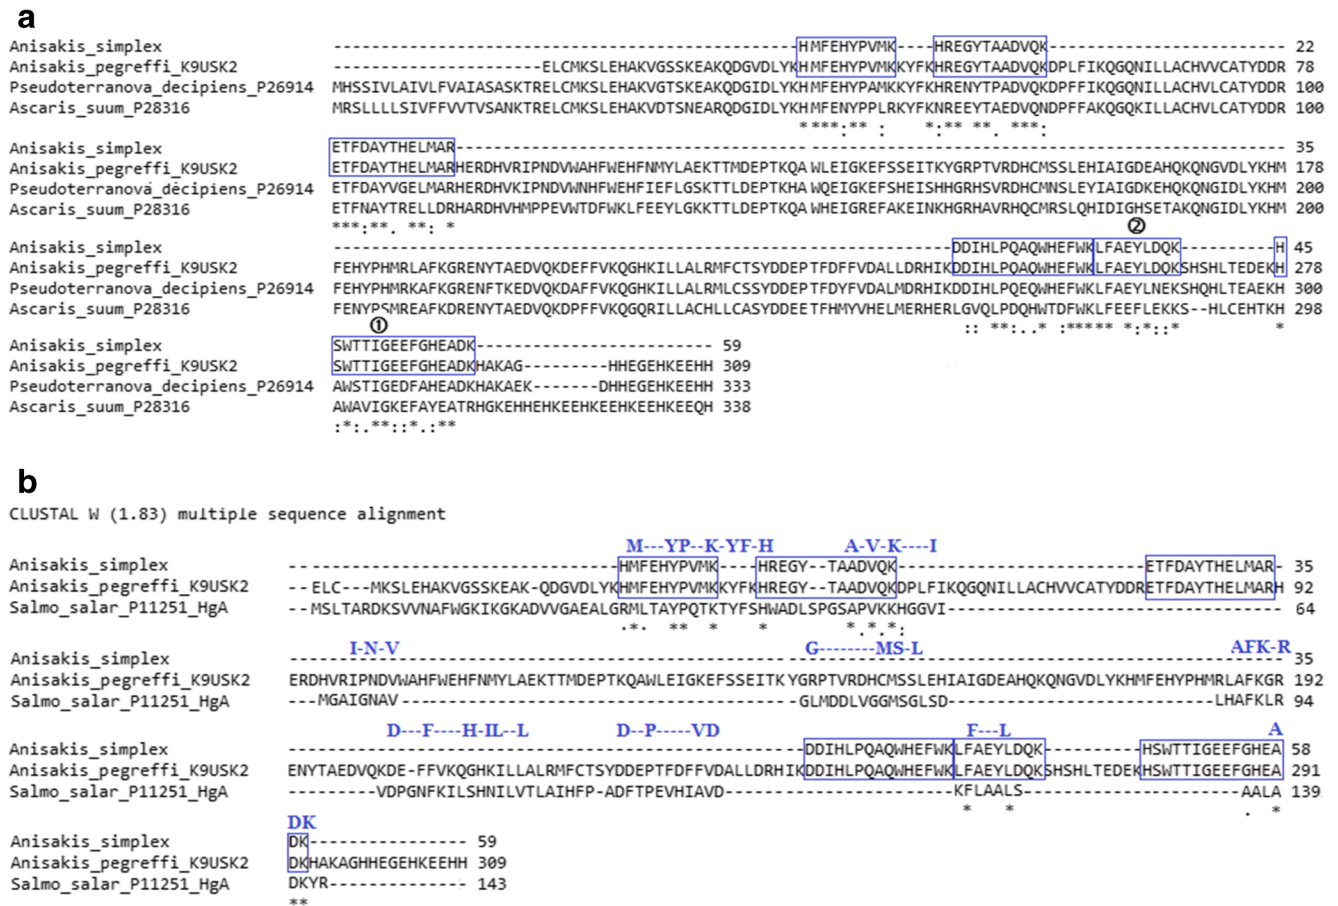 a
Anisakis_simplex ------------------------------------------------- HMFEHYPVMK----HREGYTAADVQK------------------------- 22
Anisakis_pegreffi_K9USK2 ----------------------ELCMKSLEHAKVGSSKEAKQDGVDLYKHMFEHYPVMKKYFKHREGYTAADVQKDPLFIKQGQNILLACHVVCATYDDR 78
Pseudoterranova_decipiens_P26914 MHSSIVLAIVLFVAIASASKTRELCMKSLEHAKVGTSKEAKQDGIDLYKHMFEHYPAMKKYFKHRENYTPADVQKDPFFIKQGQNILLACHVLCATYDDR 100
Ascaris_suum_P28316 MRSLLLLSIVFFVVTVSANKTRELCMKSLEHAKVDTSNEARQDGIDLYKHMFENYPPLRKYFKNREEYTAEDVQNDPFFAKQGQKILLACHVLCATYDDR 100
****:** : *:** **. ***:
Anisakis_simplex ETFDAYTHELMAR--------------------------------------------------------------------------------------- 35
Anisakis_pegreffi_K9USK2 ETFDAYTHELMARHERDHVRIPNDVWAHFWEHFNMYLAEKTTMDEPTKQAWLEIGKEFSSEITKYGRPTVRDHCMSSLEHIAIGDEAHQKQNGVDLYKHM 178
Pseudoterranova_decipiens_P26914 ETFDAYVGELMARHERDHVKIPNDVWNHFWEHFIEFLGSKTTLDEPTKHAWQEIGKEFSHEISHHGRHSVRDHCMNSLEYIAIGDKEHQKQNGIDLYKHM 200
Ascaris_suum_P28316 ETFNAYTRELLDRHARDHVHMPPEVWTDFWKLFEEYLGKKTTLDEPTKQAWHEIGREFAKEINKHGRHAVRHQCMRSLQHIDIGHSETAKQNGIDLYKHM 200
***:**. **: * ②
Anisakis_simplex -----------------------------------------------------------------DDIHLPQAQWHEFWKLFAEYLDQK----------H 45
Anisakis_pegreffi_K9USK2 FEHYPHMRLAFKGRENYTAEDVQKDEFFVKQGHKILLALRMFCTSYDDEPTFDFFVDALLDRHIKDDIHLPQAQWHEFWKLFAEYLDQKSHSHLTEDEKH 278
Pseudoterranova_decipiens_P26914 FEHYPHMRKAFKGRENFTKEDVQKDAFFVKQGHKILLALRMLCSSYDDEPTFDYFVDALMDRHIKDDIHLPQEQWHEFWKLFAEYLNEKSHQHLTEAEKH 300
Ascaris_suum_P28316 FENYPSMREAFKDRENYTAEDVQKDPFFVKQGQRILLACHLLCASYDDEETFHMYVHELMERHERLGVQLPDQHWTDFWKLFEEFLEKKS--HLCEHTKH 298
① :: **:..* :***** *:*::* *
Anisakis_simplex SWTTIGEEFGHEADK------------------------- 59
Anisakis_pegreffi_K9USK2 SWTTIGEEFGHEADKHAKAG---------HHEGEHKEEHH 309
Pseudoterranova_decipiens_P26914 AWSTIGEDFAHEADKHAKAEK-------DHHEGEHKEEHH 333
Ascaris_suum_P28316 AWAVIGKEFAYEATRHGKEHHEHKEEHKEEHKEEHKEEQH 338
:*:.**::*.:**
b
CLUSTAL W (1.83) multiple sequence alignment
M---YP--K-YF-H A-V-K----I
Anisakis_simplex ---------------------------------HMFEHYPVMK----HREGY--TAADVQK-------------------------ETFDAYTHELMAR- 35
Anisakis_pegreffi_K9USK2 --ELC---MKSLEHAKVGSSKEAK-QDGVDLYKHMFEHYPVMKKYFKHREGY--TAADVQKDPLFIKQGQNILLACHVVCATYDDRETFDAYTHELMARH 92
Salmo_salar_P11251_HgA --MSLTARDKSVVNAFWGKIKGKADVVGAEALGRMLTAYPQTKTYFSHWADLSPGSAPVKKHGGVI---------------------------------- 64
.*. ** * * *.*.*:
I-N-V G--------MS-L AFK-R
Anisakis_simplex ---------------------------------------------------------------------------------------------------- 35
Anisakis_pegreffi_K9USK2 ERDHVRIPNDVWAHFWEHFNMYLAEKTTMDEPTKQAWLEIGKEFSSEITKYGRPTVRDHCMSSLEHIAIGDEAHQKQNGVDLYKHMFEHYPHMRLAFKGR 192
Salmo_salar_P11251_HgA ---MGAIGNAV----------------------------------------GLMDDLVGGMSGLSD---------------------------LHAFKLR 94
D---F----H-IL--L D--P-----VD F---L A
Anisakis_simplex ----------------------------------------------------DDIHLPQAQWHEFWKLFAEYLDQK----------HSWTTIGEEFGHEA 58
Anisakis_pegreffi_K9USK2 ENYTAEDVQKDE-FFVKQGHKILLALRMFCTSYDDEPTFDFFVDALLDRHIKDDIHLPQAQWHEFWKLFAEYLDQKSHSHLTEDEKHSWTTIGEEFGHEA 291
Salmo_salar_P11251_HgA ---------VDPGNFKILSHNILVTLAIHFP-ADFTPEVHIAVD-----------------------KFLAALS-----------------------AALA 139
* * . *
DK
Anisakis_simplex DK---------------- 59
Anisakis_pegreffi_K9USK2 DKHAKAGHHEGEHKEEHH 309
Salmo_salar_P11251_HgA DKYR-------------- 143
**